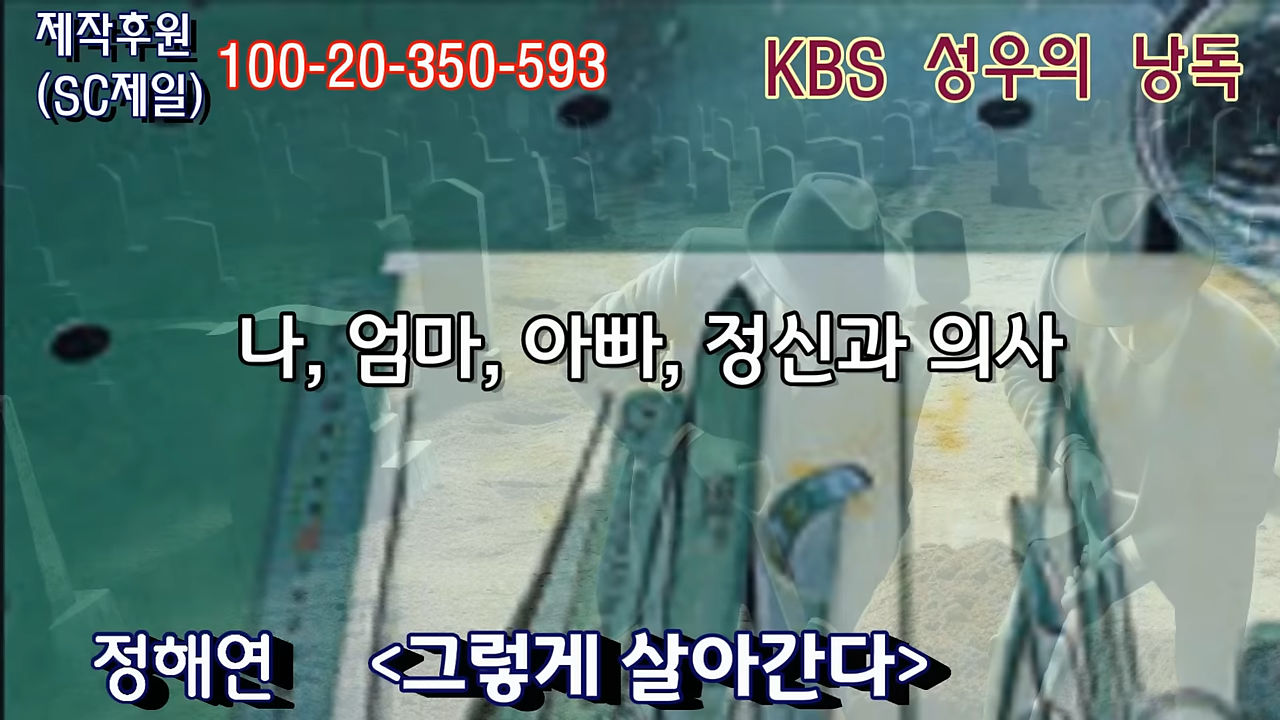 제작후원
(SC제일)
100-20-350-593
KBS 성우의 낭독
나, 엄마, 아빠, 정신과 의사
정해연 <그렇게 살아간다>